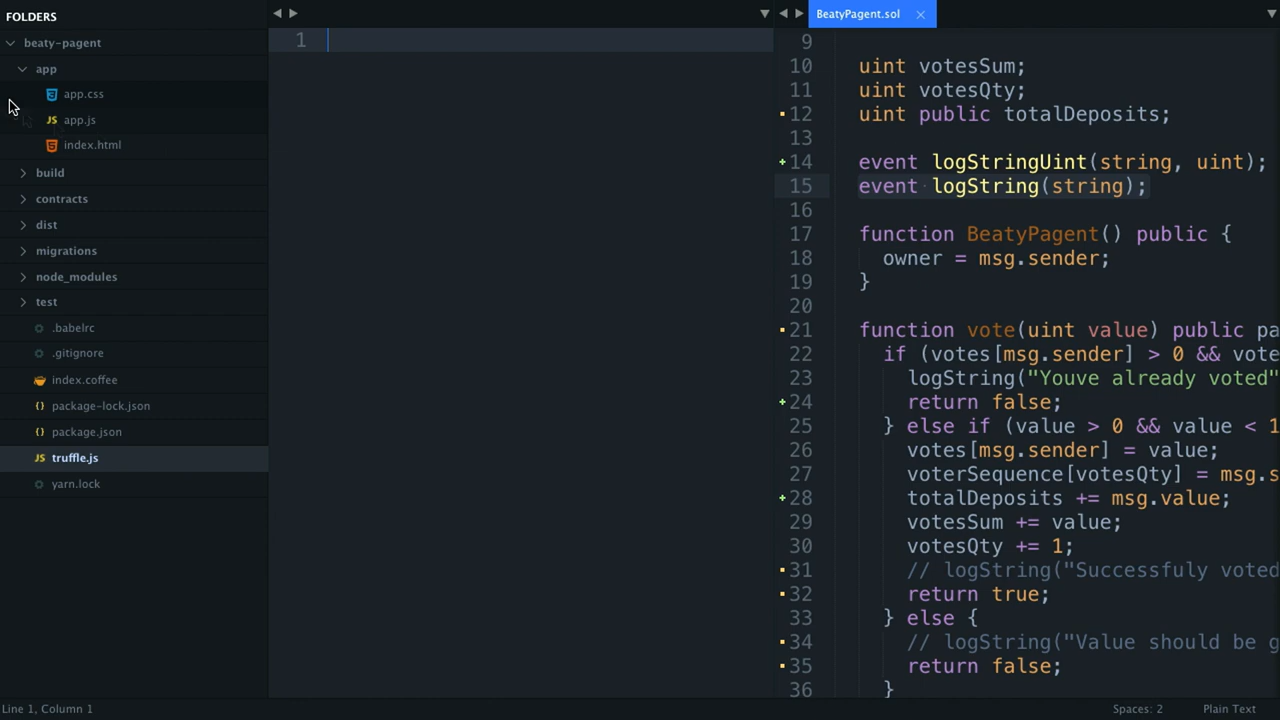 FOLDERS
beaty-pagent
app
app.css
app.js
index.html
build
contracts
dist
migrations
node_modules
test
.babelrc
.gitignore
index.coffee
package-lock.json
package.json
truffle.js
yarn.lock
1
BeatyPagent.sol
9
10 uint votesSum;
11 uint votesQty;
12 uint public totalDeposits;
13
14 event logStringUint(string, uint);
15 event logString(string);
16
17 function BeatyPagent() public {
18 owner = msg.sender;
19 }
20
21 function vote(uint value) public pa
22 if (votes[msg.sender] > 0 && vote
23 logString("Youve already voted"
24 return false;
25 } else if (value > 0 && value < 1
26 votes[msg.sender] = value;
27 voterSequence[votesQty] = msg.s
28 totalDeposits += msg.value;
29 votesSum += value;
30 votesQty += 1;
31 // logString("Successfuly voted
32 return true;
33 } else {
34 // logString("Value should be g
35 return false;
36 }
Line 1, Column 1
Spaces: 2
Plain Text